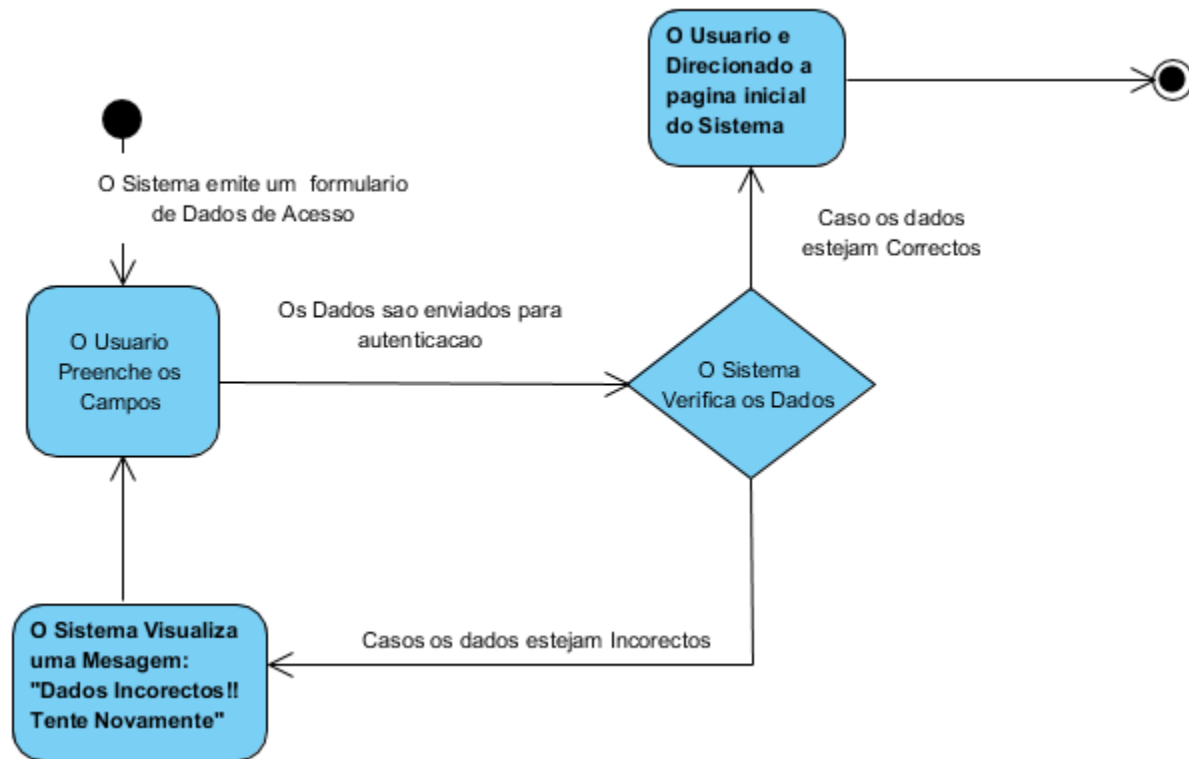 O Usuario e
Direcionado a
pagina inicial
do Sistema
O Sistema emite um formulario
de Dados de Acesso
Caso os dados
estejam Correctos
Os Dados sao enviados para
autenticacao
O Usuario
Preenche os
Campos
O Sistema
Verifica os Dados
O Sistema Visualiza
uma Mesagem:
"Dados Incorectos!!
Tente Novamente"
Casos os dados estejam Incorectos